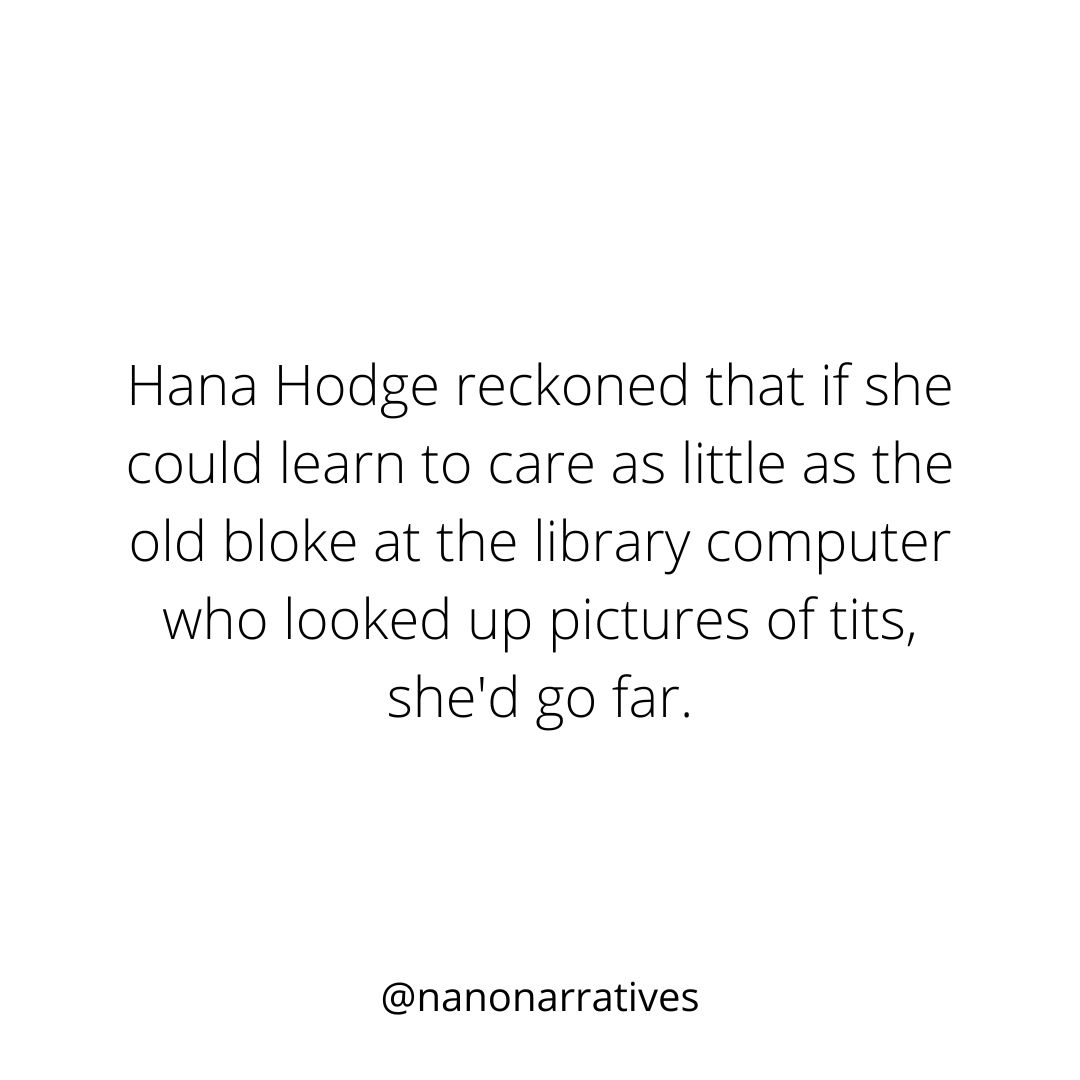 Hana Hodge reckoned that if she
could learn to care as little as the
old bloke at the library computer
who looked up pictures of tits,
she'd go far.
@nanonarratives